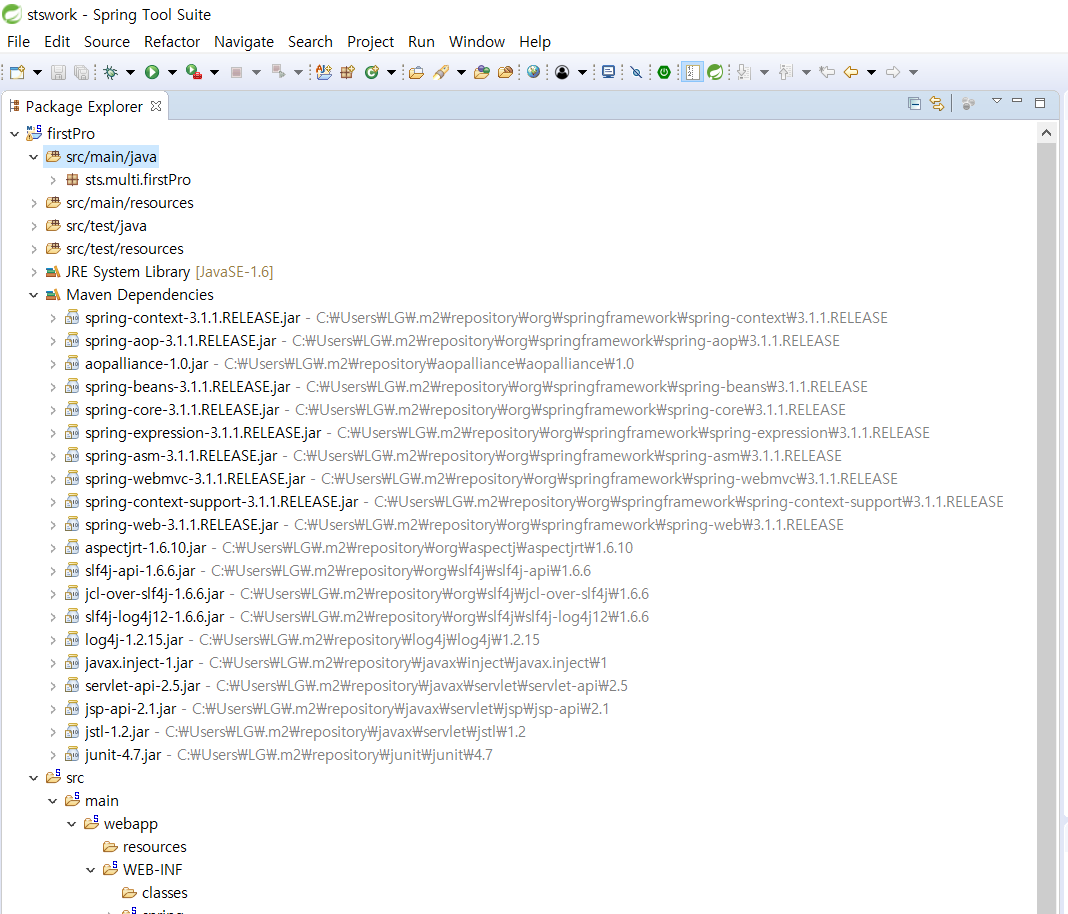 stswork - Spring Tool Suite
File Edit Source Refactor Navigate Search Project Run Window Help
Package Explorer
firstPro
src/main/java
sts.multi.firstPro
src/main/resources
src/test/java
src/test/resources
JRE System Library [JavaSE-1.6]
Maven Dependencies
spring-context-3.1.1.RELEASE.jar - C:₩Users₩LG₩.m2₩repository₩org₩springframework₩spring-context₩3.1.1.RELEASE
spring-aop-3.1.1.RELEASE.jar - C:₩Users₩LG₩.m2₩repository₩org₩springframework₩spring-aop₩3.1.1.RELEASE
aopalliance-1.0.jar - C:₩Users₩LG₩.m2₩repository₩aopalliance₩aopalliance₩1.0
spring-beans-3.1.1.RELEASE.jar - C:₩Users₩LG₩.m2₩repository₩org₩springframework₩spring-beans₩3.1.1.RELEASE
spring-core-3.1.1.RELEASE.jar - C:₩Users₩LG₩.m2₩repository₩org₩springframework₩spring-core₩3.1.1.RELEASE
spring-expression-3.1.1.RELEASE.jar - C:₩Users₩LG₩.m2₩repository₩org₩springframework₩spring-expression₩3.1.1.RELEASE
spring-asm-3.1.1.RELEASE.jar - C:₩Users₩LG₩.m2₩repository₩org₩springframework₩spring-asm₩3.1.1.RELEASE
spring-webmvc-3.1.1.RELEASE.jar - C:₩Users₩LG₩.m2₩repository₩org₩springframework₩spring-webmvc₩3.1.1.RELEASE
spring-context-support-3.1.1.RELEASE.jar - C:₩Users₩LG₩.m2₩repository₩org₩springframework₩spring-context-support₩3.1.1.RELEASE
spring-web-3.1.1.RELEASE.jar - C:₩Users₩LG₩.m2₩repository₩org₩springframework₩spring-web₩3.1.1.RELEASE
aspectjrt-1.6.10.jar - C:₩Users₩LG₩.m2₩repository₩org₩aspectj₩aspectjrt₩1.6.10
slf4j-api-1.6.6.jar - C:₩Users₩LG₩.m2₩repository₩org₩slf4j₩slf4j-api₩1.6.6
jcl-over-slf4j-1.6.6.jar - C:₩Users₩LG₩.m2₩repository₩org₩slf4j₩jcl-over-slf4j₩1.6.6
slf4j-log4j12-1.6.6.jar - C:₩Users₩LG₩.m2₩repository₩org₩slf4j₩slf4j-log4j12₩1.6.6
log4j-1.2.15.jar - C:₩Users₩LG₩.m2₩repository₩log4j₩log4j₩1.2.15
javax.inject-1.jar - C:₩Users₩LG₩.m2₩repository₩javax₩inject₩javax.inject₩1
servlet-api-2.5.jar - C:₩Users₩LG₩.m2₩repository₩javax₩servlet₩servlet-api₩2.5
jsp-api-2.1.jar - C:₩Users₩LG₩.m2₩repository₩javax₩servlet₩jsp₩jsp-api₩2.1
jstl-1.2.jar - C:₩Users₩LG₩.m2₩repository₩javax₩servlet₩jstl₩1.2
junit-4.7.jar - C:₩Users₩LG₩.m2₩repository₩junit₩junit₩4.7
src
main
webapp
resources
WEB-INF
classes